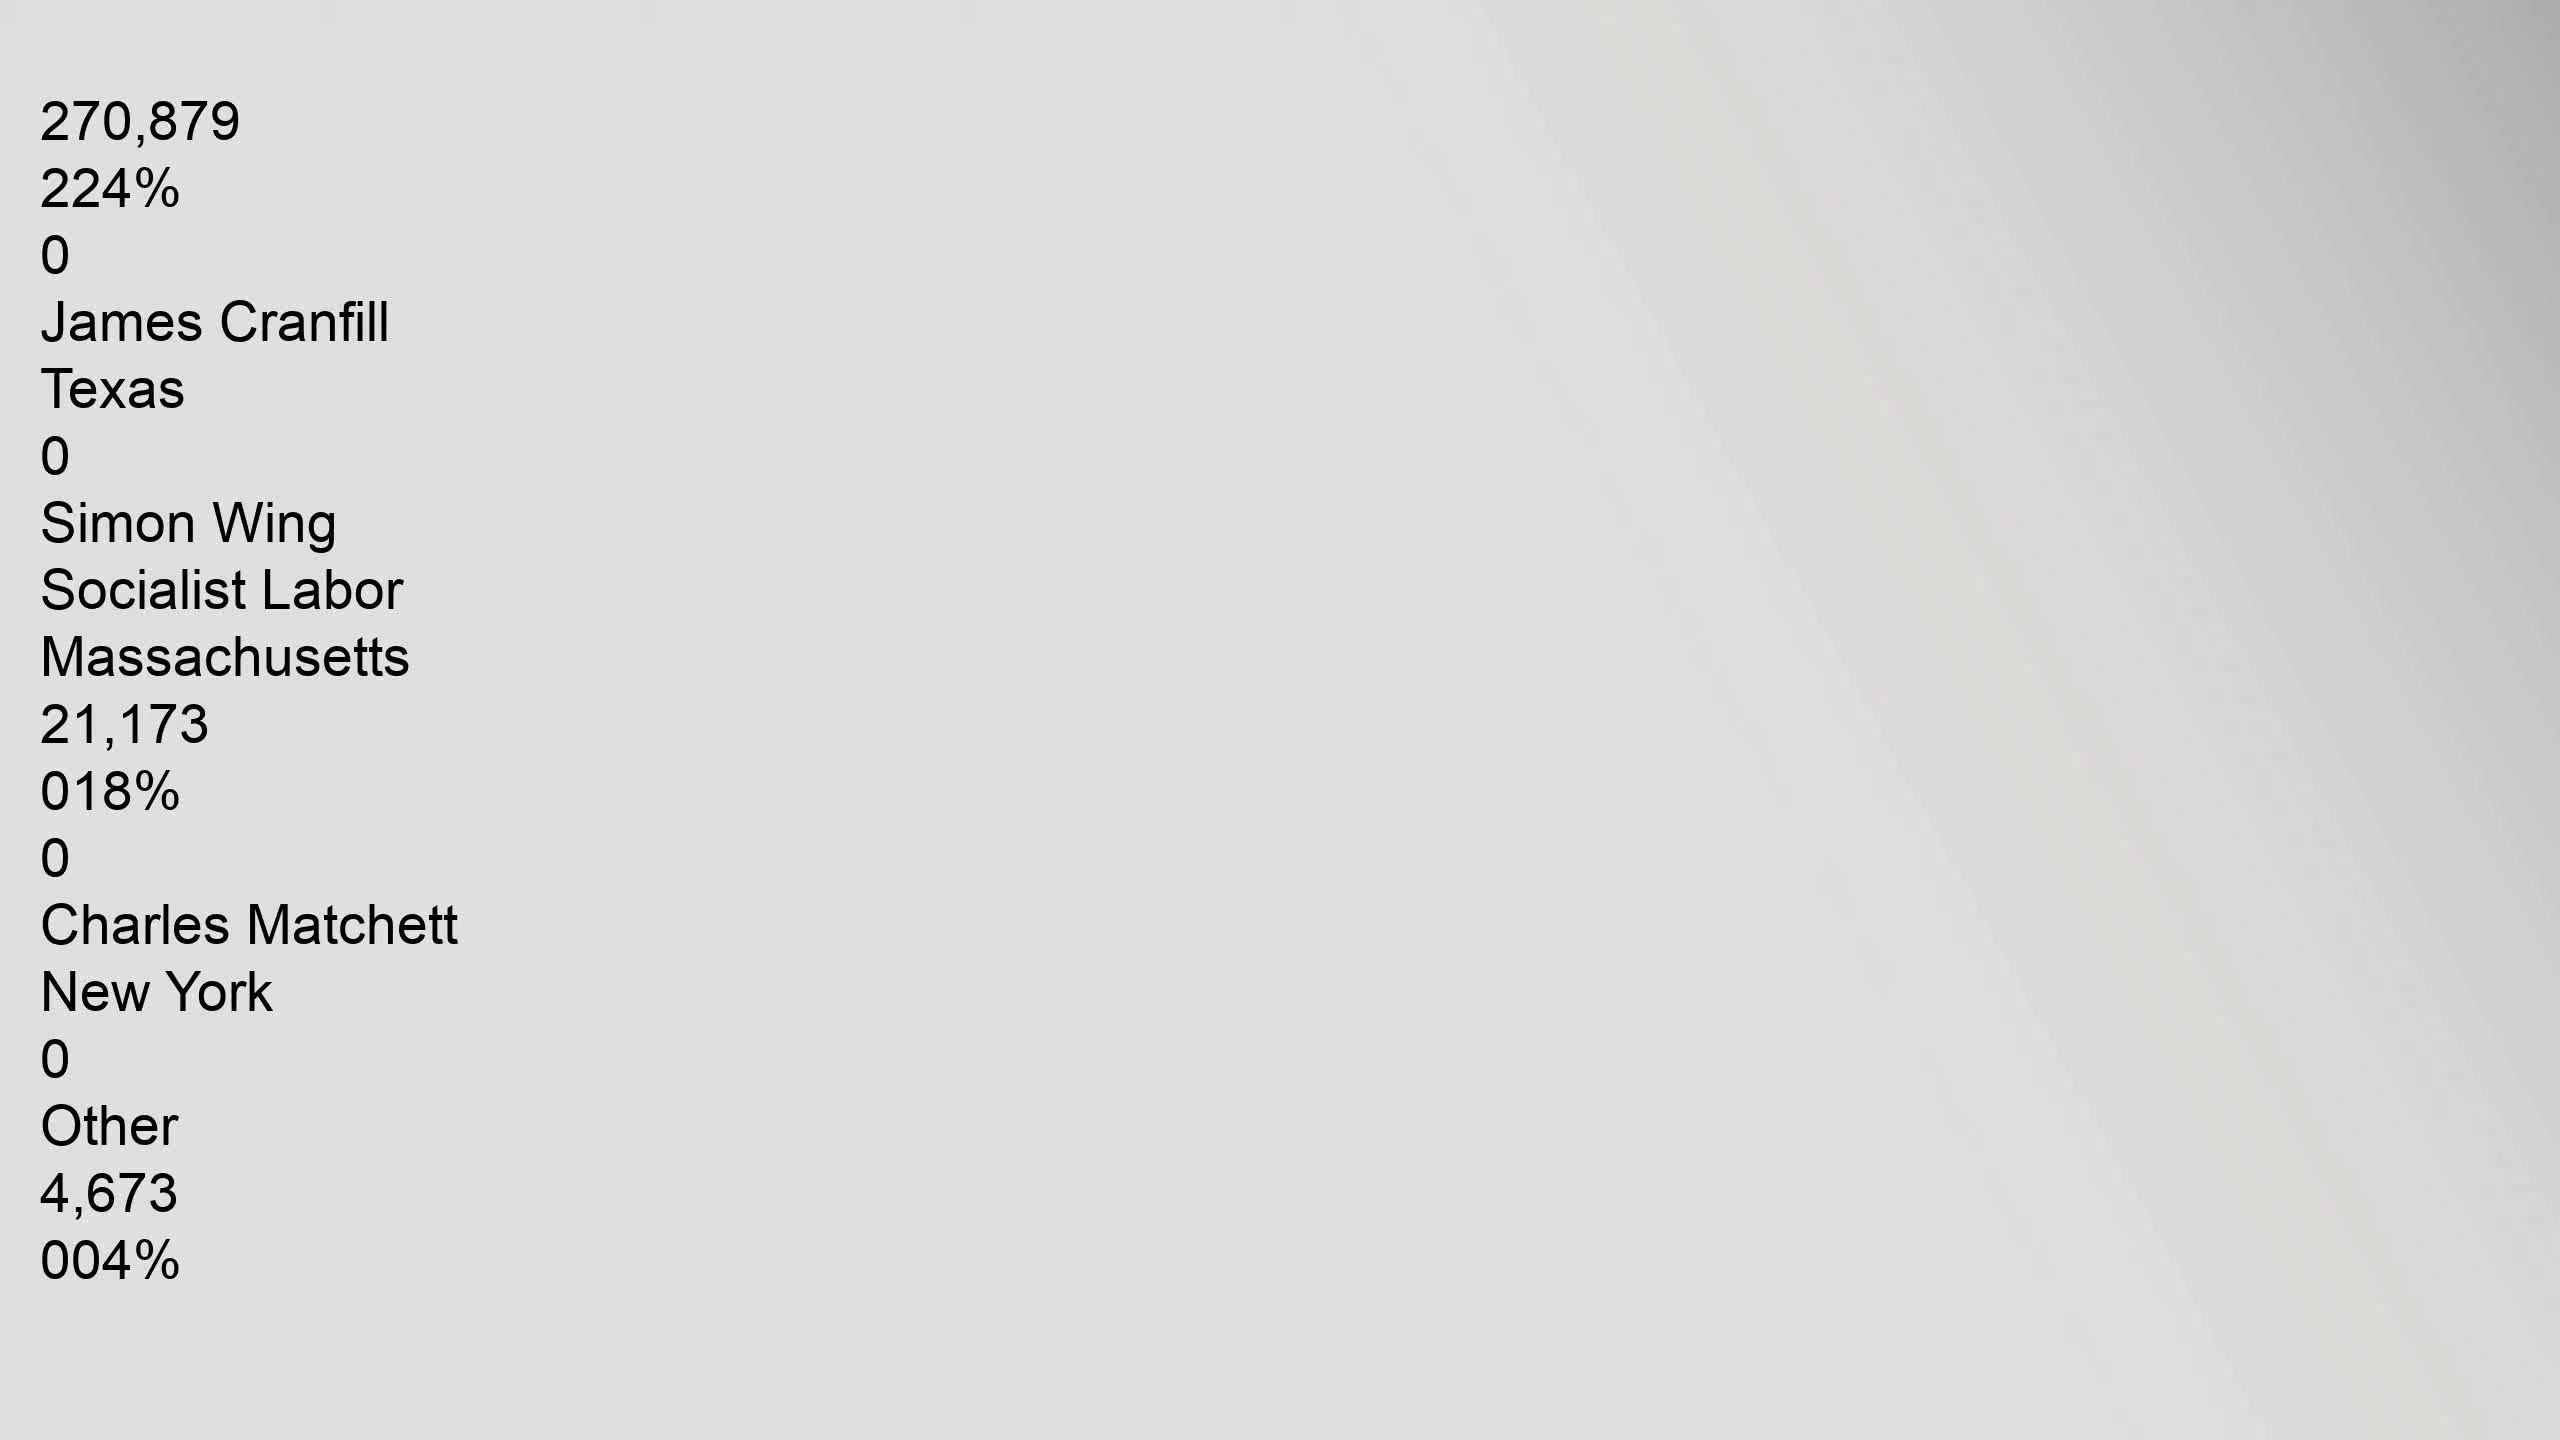 270,879
224%
0
James Cranfill
Texas
0
Simon Wing
Socialist Labor
Massachusetts
21,173
018%
0
Charles Matchett
New York
0
Other
4,673
004%